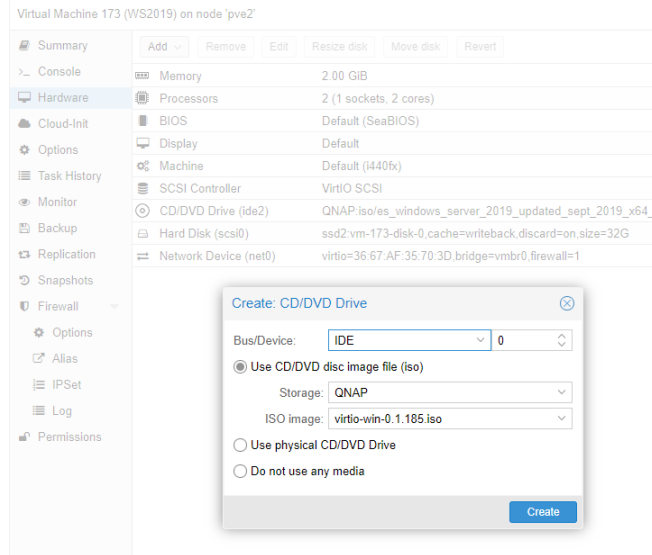 Virtual Machine 173 (WS2019) on node 'pve2'
Summary
Console
Hardware
Cloud-Init
Options
Task History
Monitor
Backup
Replication
Snapshots
Firewall
Options
Alias
IPSet
Log
Permissions
Add Remove Edit Resize disk Move disk Revert
Memory 2.00 GiB
Processors 2 (1 sockets, 2 cores)
BIOS Default (SeaBIOS)
Display Default
Machine Default (i440fx)
SCSI Controller VirtIO SCSI
CD/DVD Drive (ide2) QNAP:iso/es_windows_server_2019_updated_sept_2019_x64_
Hard Disk (scsi0) ssd2:vm-173-disk-0,cache=writeback,discard=on,size=32G
Network Device (net0) virtio=36:67:AF:35:70:3D,bridge=vmbr0,firewall=1
Create: CD/DVD Drive
Bus/Device: IDE 0
Use CD/DVD disc image file (iso)
Storage: QNAP
ISO image: virtio-win-0.1.185.iso
Use physical CD/DVD Drive
Do not use any media
Create